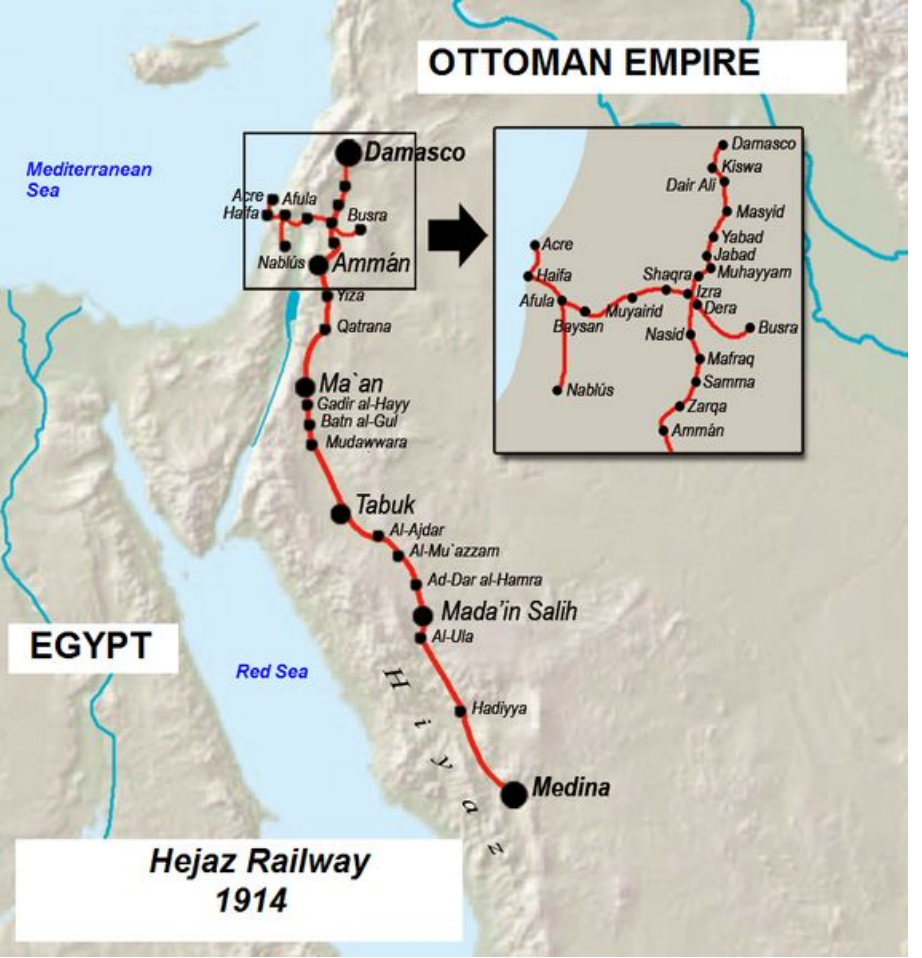 OTTOMAN EMPIRE
Mediterranean
Sea
Damasco
Acre
Afula
Haifa
Busra
Nablús
Ammán
Yiza
Qatrana
Ma`an
Gadir al-Hayy
Batn al-Gul
Mudawwara
Tabuk
Al-Ajdar
Al-Mu`azzam
Ad-Dar al-Hamra
Mada'in Salih
Al-Ula
Hadiyya
Medina
Hiyaz
EGYPT
Red Sea
Damasco
Kiswa
Dair Ali
Masyid
Yabad
Jabad
Muhayyam
Acre
Haifa
Shaqra
Izra
Afula
Muyairid
Dera
Baysan
Busra
Nasid
Mafraq
Samma
Nablús
Zarqa
Ammán
Hejaz Railway
1914